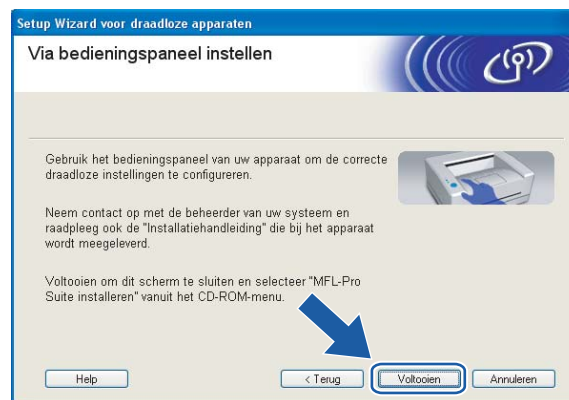 Setup Wizard voor draadloze apparaten
Via bedieningspaneel instellen
Gebruik het bedieningspaneel van uw apparaat om de correcte
draadloze instellingen te configureren.
Neem contact op met de beheerder van uw systeem en
raadpleeg ook de "Installatiehandleiding" die bij het apparaat
wordt meegeleverd.
Voltooien om dit scherm te sluiten en selecteer "MFL-Pro
Suite installeren" vanuit het CD-ROM-menu.
Help
< Terug
Voltooien
Annuleren